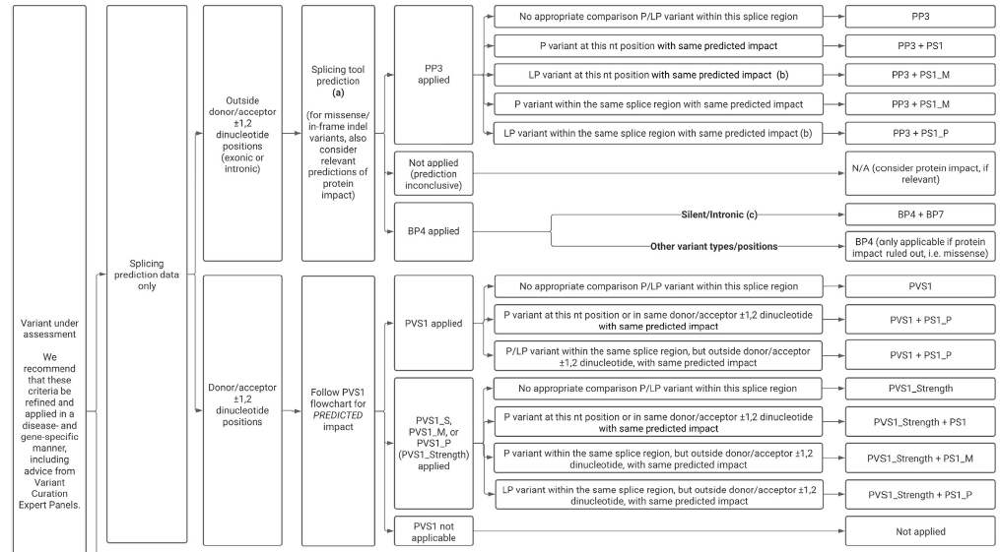 Variant under
assessment
We
recommend
that these
criteria be
refined and
applied in a
disease- and
gene-specific
manner,
including
advice from
Variant
Curation
Expert Panels.
Splicing
prediction data
only
Outside
donor/acceptor
±1,2
dinucleotide
positions
(exonic or
intronic)
Splicing tool
prediction
(a)
(for missense/
in-frame indel
variants, also
consider
relevant
predictions of
protein
impact)
PP3
applied
No appropriate comparison P/LP variant within this splice region
PP3
P variant at this nt position with same predicted impact
PP3 + PS1
LP variant at this nt position with same predicted impact (b)
PP3 + PS1_M
P variant within the same splice region with same predicted impact
PP3 + PS1_M
LP variant within the same splice region with same predicted impact (b)
PP3 + PS1_P
Not applied
(prediction
inconclusive)
N/A (consider protein impact, if
relevant)
BP4 applied
Silent/Intronic (c)
BP4 + BP7
Other variant types/positions
BP4 (only applicable if protein
impact ruled out, i.e. missense)
Donor/acceptor
±1,2
dinucleotide
positions
Follow PVS1
flowchart for
PREDICTED
impact
PVS1 applied
No appropriate comparison P/LP variant within this splice region
PVS1
P variant at this nt position or in same donor/acceptor ±1,2 dinucleotide
with same predicted impact
PVS1 + PS1_P
P/LP variant within the same splice region, but outside donor/acceptor
±1,2 dinucleotide, with same predicted impact
PVS1 + PS1_P
PVS1_S,
PVS1_M, or
PVS1_P
(PVS1_Strength)
applied
No appropriate comparison P/LP variant within this splice region
PVS1_Strength
P variant at this nt position or in same donor/acceptor ±1,2 dinucleotide
with same predicted impact
PVS1_Strength + PS1
P variant within the same splice region, but outside donor/acceptor ±1,2
dinucleotide, with same predicted impact
PVS1_Strength + PS1_M
LP variant within the same splice region, but outside donor/acceptor ±1,2
dinucleotide, with same predicted impact
PVS1_Strength + PS1_P
PVS1 not
applicable
Not applied